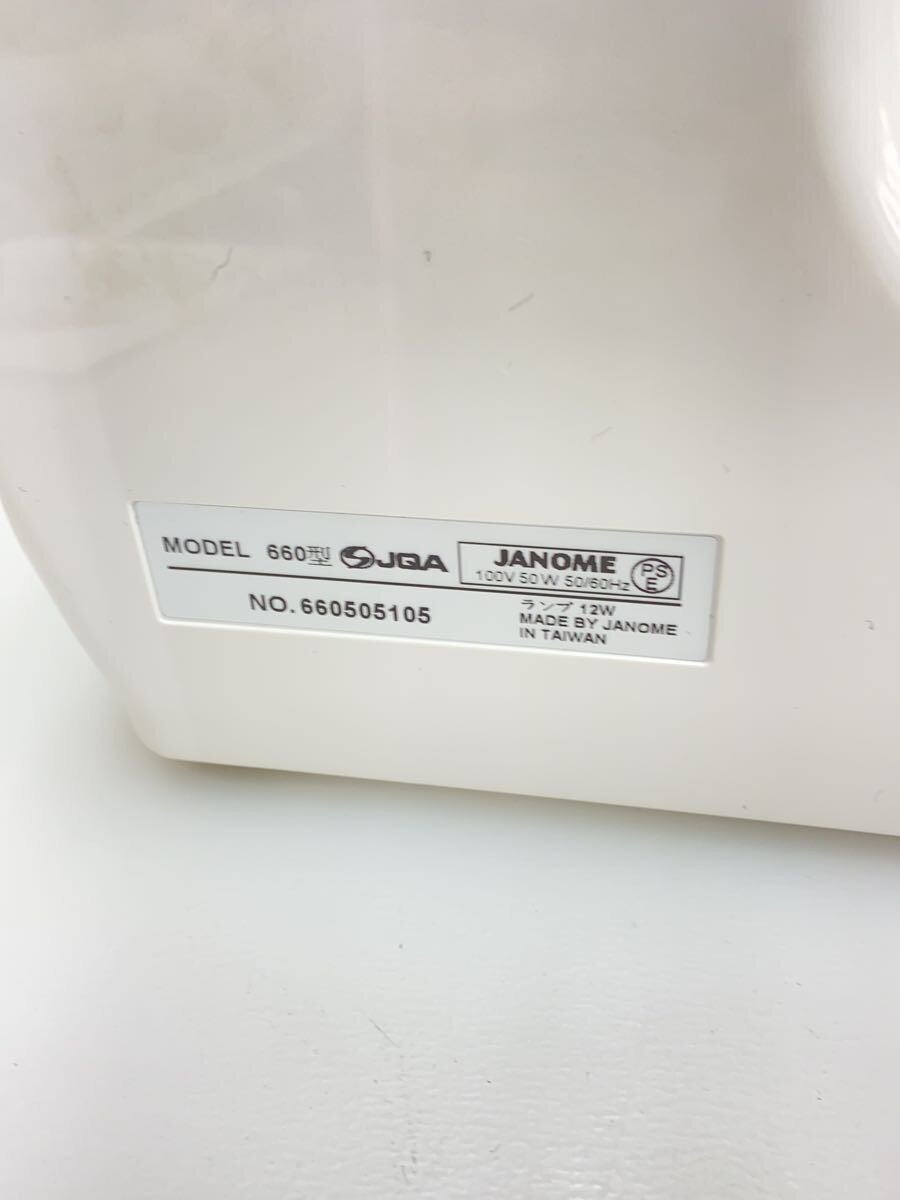 MODEL 660型 JQA JANOME
100V 50W 50/60Hz PSE
NO. 660505105
ランプ 12W
MADE BY JANOME
IN TAIWAN